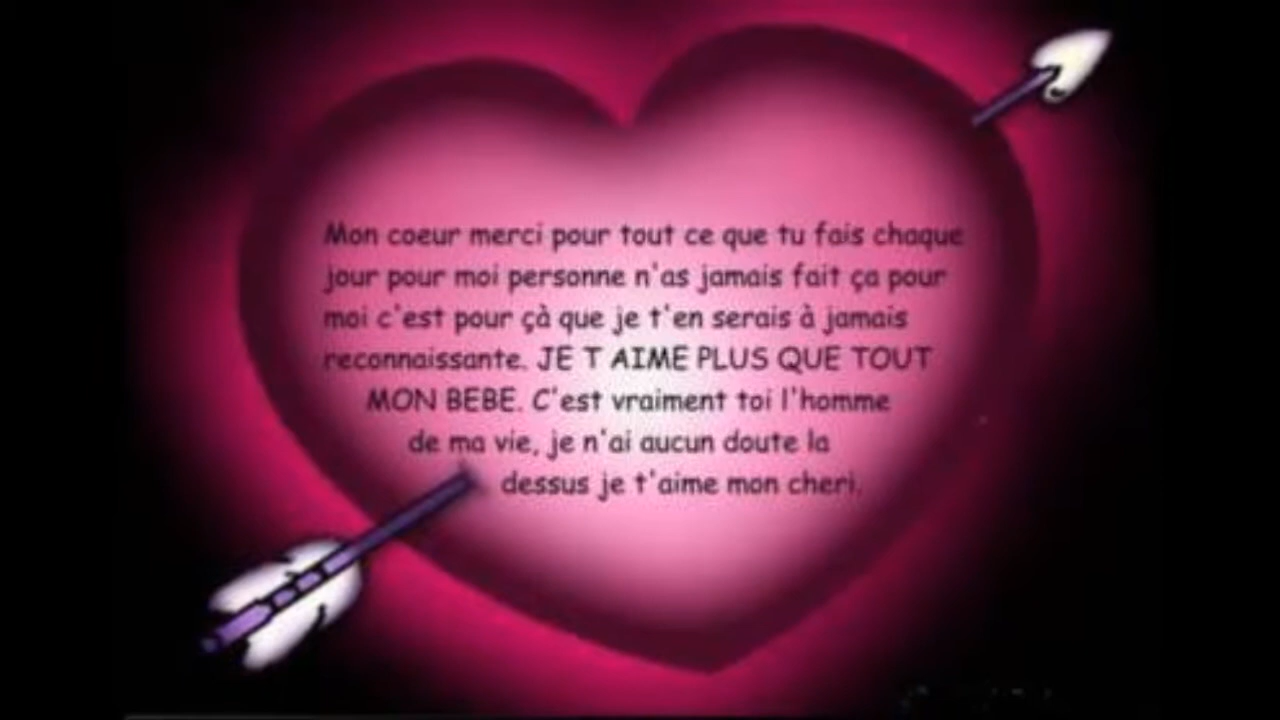 Mon coeur merci pour tout ce que tu fais chaque
jour pour moi personne n'as jamais fait ça pour
moi c'est pour çà que je t'en serais à jamais
reconnaissante. JE T AIME PLUS QUE TOUT
MON BEBE. C'est vraiment toi l'homme
de ma vie, je n'ai aucun doute la
dessus je t'aime mon cheri.